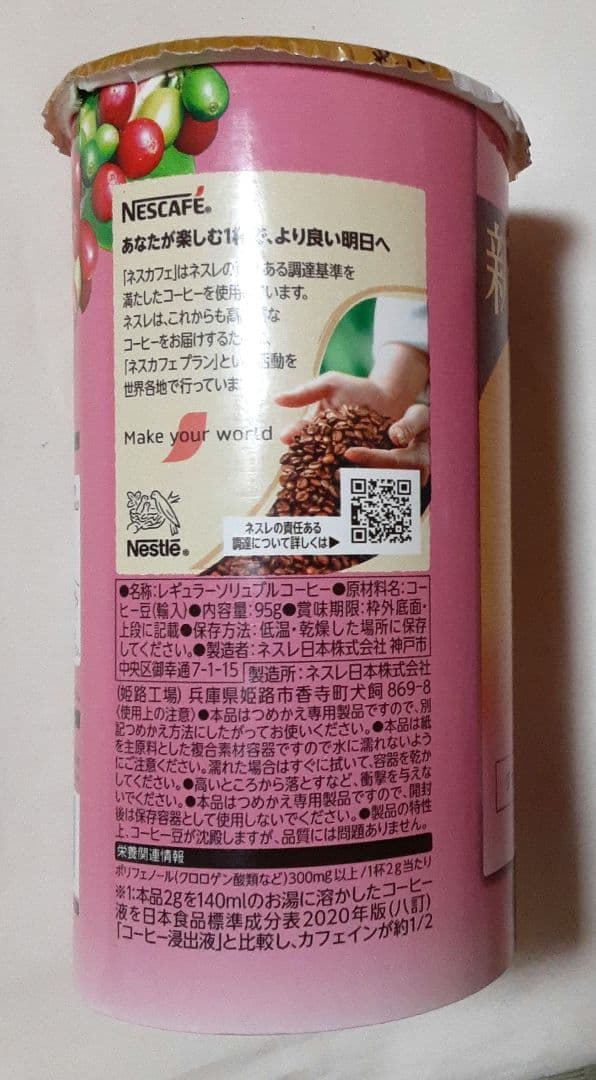 NESCAFÉ®
あなたが楽しむ1 、より良い明日へ
「ネスカフェ」はネスレの ある調達基準を
満たしたコーヒーを使用 います。
ネスレは、これからも高 な
コーヒーをお届けするた 、
「ネスカフェ プラン」とい 活動を
世界各地で行っていま
Make your world
Nestlé®
ネスレの責任ある
調達について詳しくは▶
●名称:レギュラーソリュブルコーヒー●原材料名:コー
ヒー豆(輸入)●内容量:95g●賞味期限:枠外底面・
上段に記載●保存方法:低温・乾燥した場所に保存
してください。●製造者:ネスレ日本株式会社 神戸市
中央区御幸通7-1-15 製造所:ネスレ日本株式会社
(姫路工場) 兵庫県姫路市香寺町犬飼 869-8
〈使用上の注意〉●本品はつめかえ専用製品ですので、別
記つめかえ方法にしたがってお使いください。●本品は紙
を主原料とした複合素材容器ですので水に濡れないよう
にご注意ください。濡れた場合はすぐに拭いて、容器を乾か
してください。●高いところから落とすなど、衝撃を与えな
いでください。●本品はつめかえ専用製品ですので、開封
後は保存容器として使用しないでください。●製品の特性
上、コーヒー豆が沈殿しますが、品質には問題ありません。
栄養関連情報
ポリフェノール(クロロゲン酸類など)300mg以上/1杯2g当たり
※1:本品2gを140mlのお湯に溶かしたコーヒー
液を日本食品標準成分表2020年版(八訂)
「コーヒー浸出液」と比較し、カフェインが約1/2